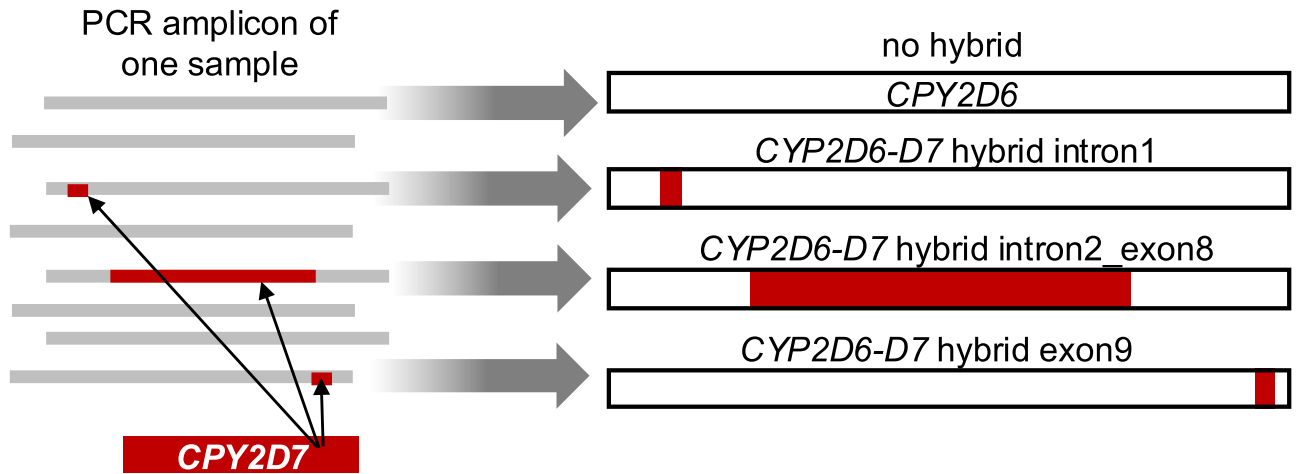 PCR amplicon of
one sample
no hybrid
CPY2D6
CYP2D6-D7 hybrid intron1
CYP2D6-D7 hybrid intron2_exon8
CYP2D6-D7 hybrid exon9
CPY2D7